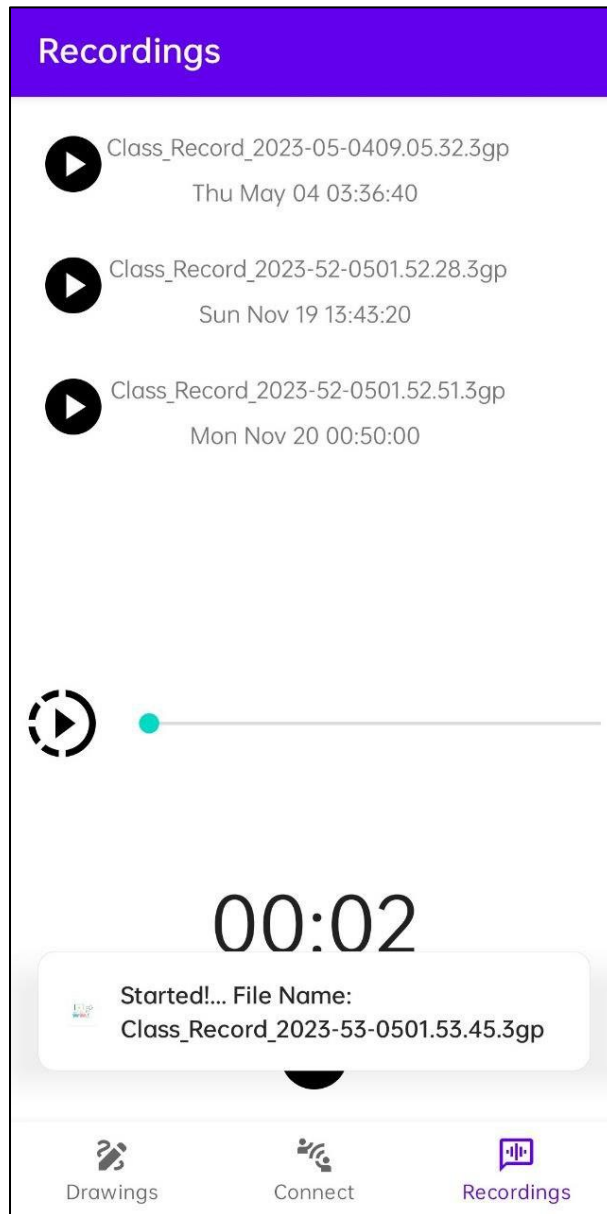 Recordings
Class_Record_2023-05-0409.05.32.3gp
Thu May 04 03:36:40
Class_Record_2023-52-0501.52.28.3gp
Sun Nov 19 13:43:20
Class_Record_2023-52-0501.52.51.3gp
Mon Nov 20 00:50:00
00:02
Started!... File Name:
Class_Record_2023-53-0501.53.45.3gp
Drawings
Connect
Recordings